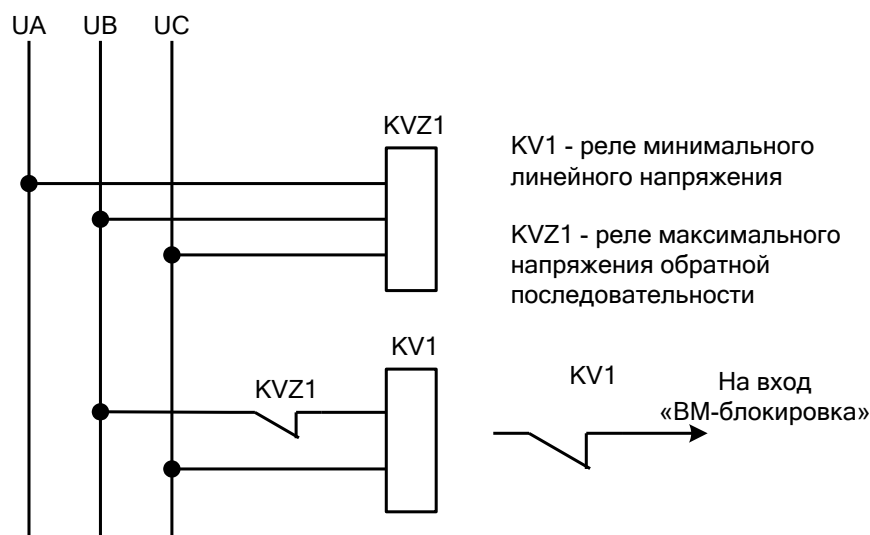 UA UB UC
KVZ1
KV1 - реле минимального
линейного напряжения
KVZ1 - реле максимального
напряжения обратной
последовательности
KV1
KVZ1
KV1
На вход
«ВМ-блокировка»